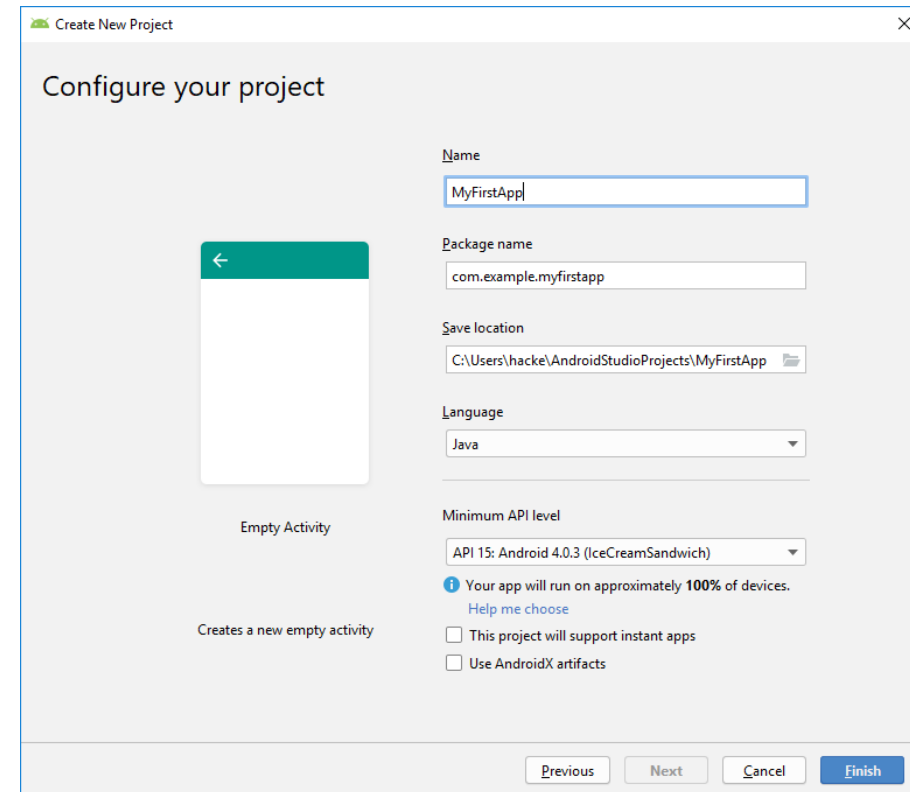 Create New Project
Configure your project
Name
MyFirstApp
Package name
com.example.myfirstapp
Save location
C:\Users\hacke\AndroidStudioProjects\MyFirstApp
Language
Java
Empty Activity
Creates a new empty activity
Minimum API level
API 15: Android 4.0.3 (IceCreamSandwich)
Your app will run on approximately 100% of devices.
Help me choose
This project will support instant apps
Use AndroidX artifacts
Previous Next Cancel Finish